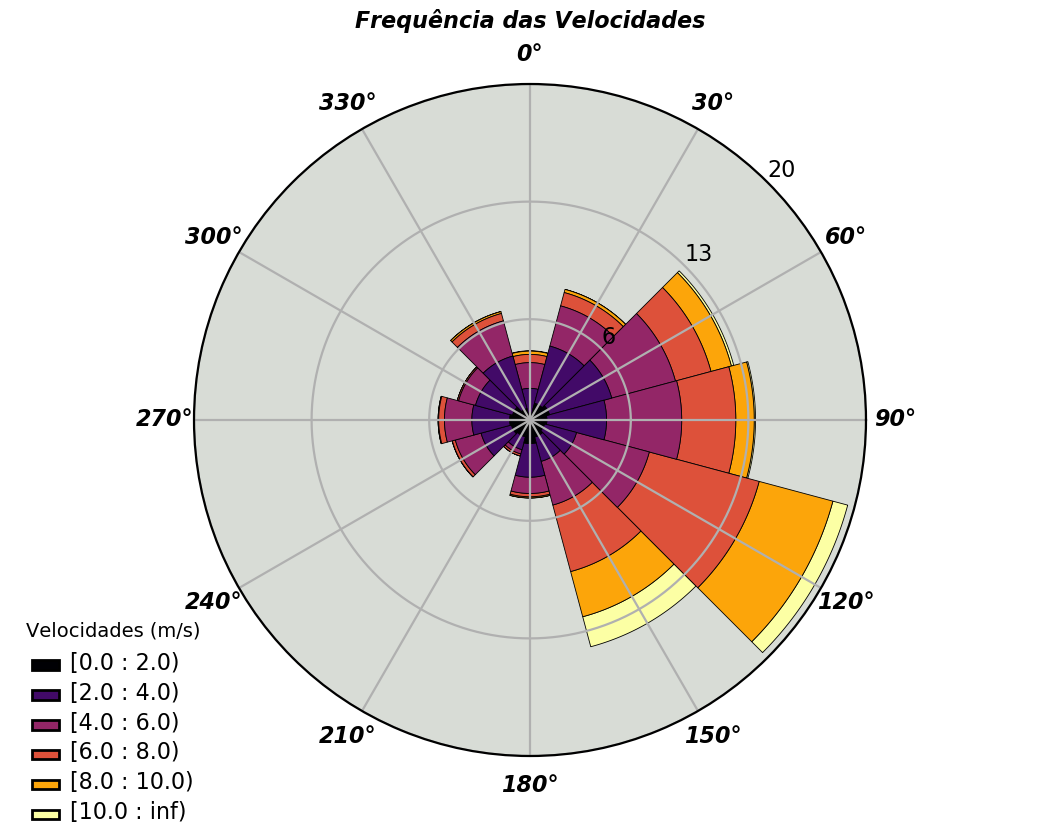 Frequência das Velocidades
0°
330°
30°
20
300°
60°
13
6
270°
90°
240°
120°
210°
150°
180°
Velocidades (m/s)
[0.0 : 2.0)
[2.0 : 4.0)
[4.0 : 6.0)
[6.0 : 8.0)
[8.0 : 10.0)
[10.0 : inf)